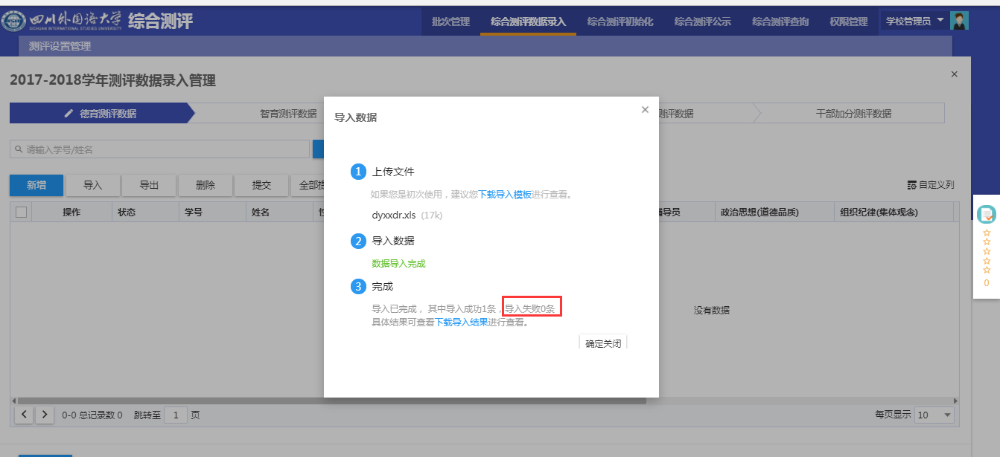 四川外国语大学 综合测评
SICHUAN INTERNATIONAL STUDIES UNIVERSITY
批次管理 综合测评数据录入 综合测评初始化 综合测评公示 综合测评查询 权限管理 学校管理员
测评设置管理
2017-2018学年测评数据录入管理
德育测评数据 智育测评数据 测评数据 干部加分测评数据
请输入学号/姓名
新增 导入 导出 删除 提交 全部提
自定义列
操作 状态 学号 姓名 辅导员 政治思想(道德品质) 组织纪律(集体观念)
没有数据
0-0 总记录数 0 跳转至 1 页
每页显示 10
导入数据
1 上传文件
如果您是初次使用，建议您下载导入模板进行查看。
dyxxdr.xls (17k)
2 导入数据
数据导入完成
3 完成
导入已完成， 其中导入成功1条，导入失败0条
具体结果可查看下载导入结果进行查看。
确定关闭
0